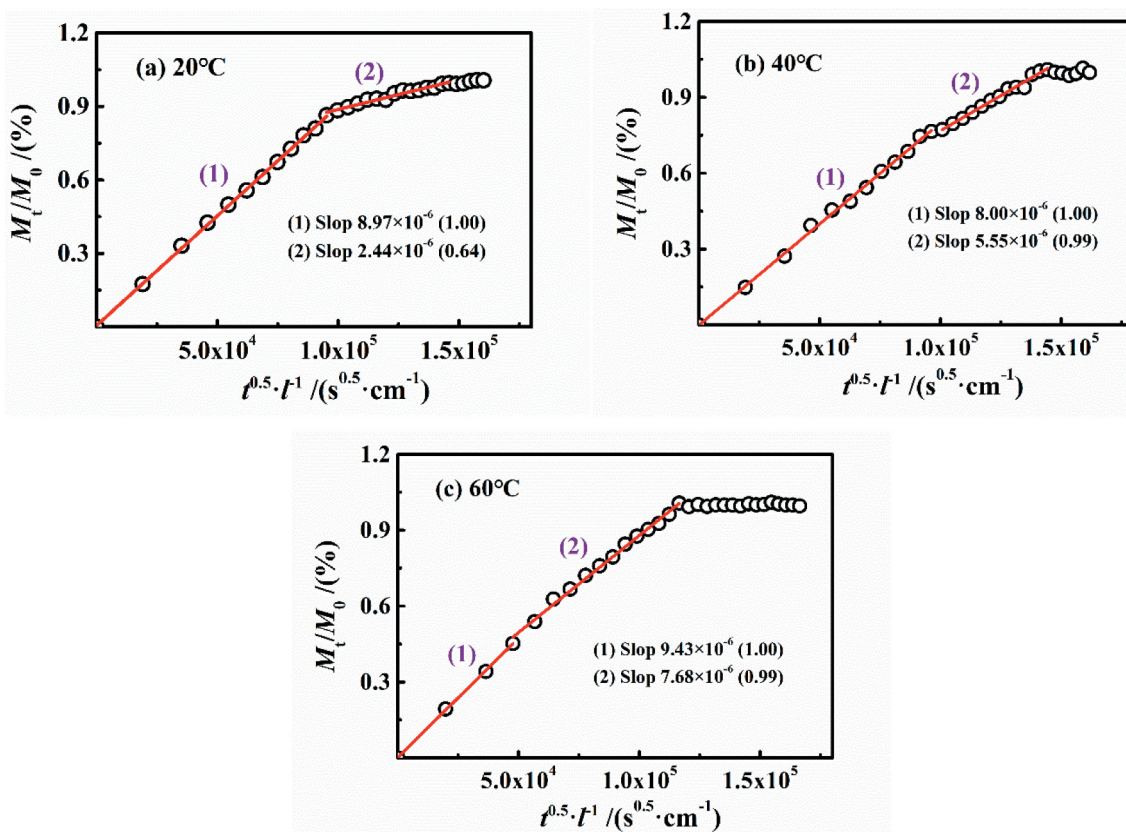 1.2
0.9
0.6
0.3
Mt/M0 /(%)
(a) 20°C
(1)
(2)
(1) Slop 8.97×10⁻⁶ (1.00)
(2) Slop 2.44×10⁻⁶ (0.64)
5.0x10⁴ 1.0x10⁵ 1.5x10⁵
t⁰·⁵·l⁻¹ /(s⁰·⁵·cm⁻¹)
1.2
0.9
0.6
0.3
Mt/M0 /(%)
(b) 40°C
(1)
(2)
(1) Slop 8.00×10⁻⁶ (1.00)
(2) Slop 5.55×10⁻⁶ (0.99)
5.0x10⁴ 1.0x10⁵ 1.5x10⁵
t⁰·⁵·l⁻¹ /(s⁰·⁵·cm⁻¹)
1.2
0.9
0.6
0.3
Mt/M0 /(%)
(c) 60°C
(1)
(2)
(1) Slop 9.43×10⁻⁶ (1.00)
(2) Slop 7.68×10⁻⁶ (0.99)
5.0x10⁴ 1.0x10⁵ 1.5x10⁵
t⁰·⁵·l⁻¹ /(s⁰·⁵·cm⁻¹)